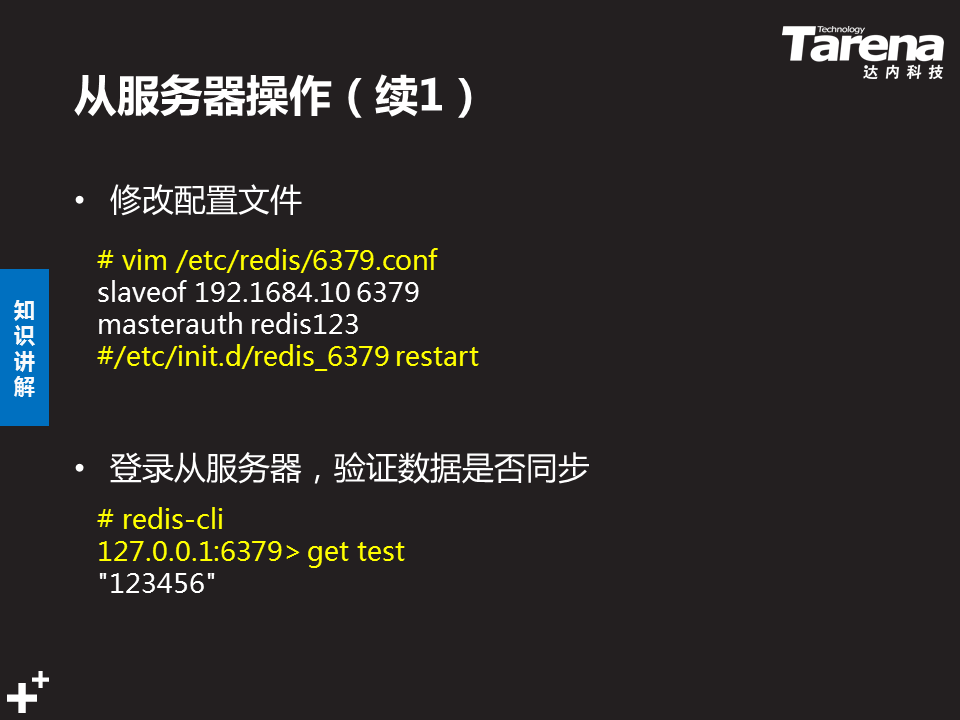 Technology
Tarena
达内科技
从服务器操作（续1）
• 修改配置文件
# vim /etc/redis/6379.conf
slaveof 192.1684.10 6379
masterauth redis123
#/etc/init.d/redis_6379 restart
知识讲解
• 登录从服务器，验证数据是否同步
# redis-cli
127.0.0.1:6379> get test
"123456"